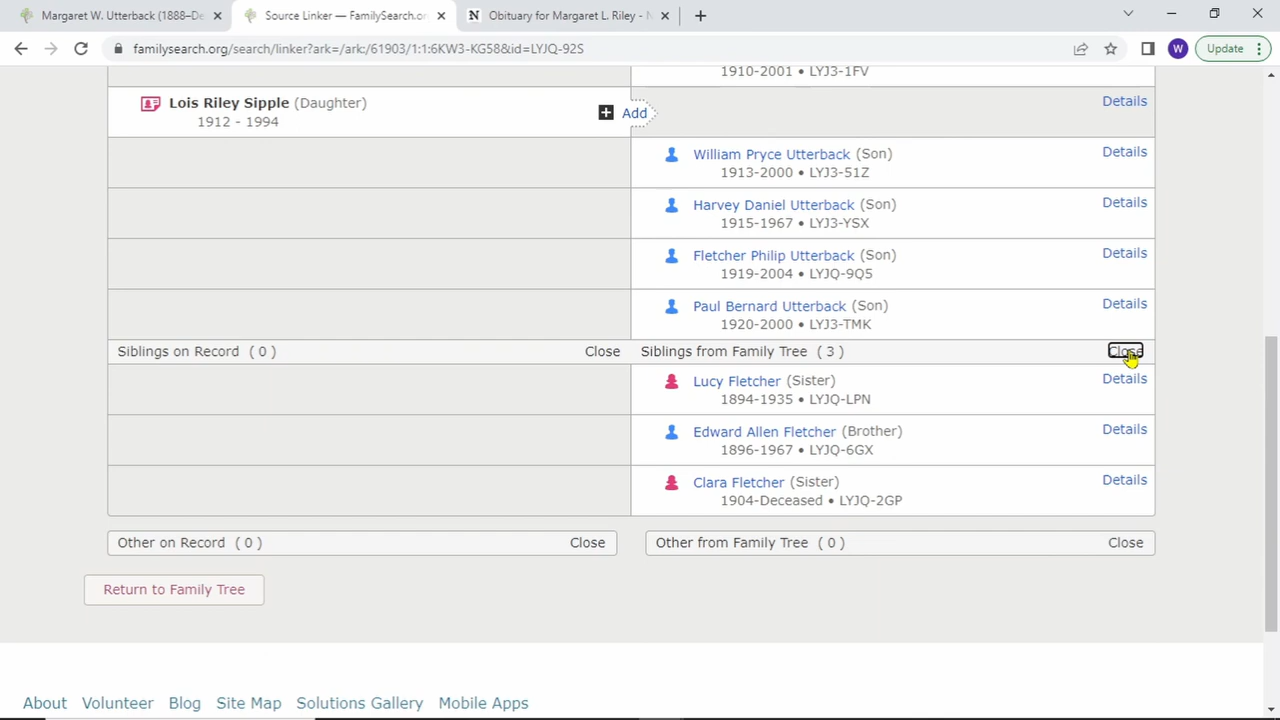 Margaret W. Utterback (1888–De
Source Linker — FamilySearch.or
N Obituary for Margaret L. Riley - N
familysearch.org/search/linker?ark=/ark:/61903/1:1:6KW3-KG58&id=LYJQ-92S
W
Update
1910-2001 • LYJ3-1FV
Lois Riley Sipple (Daughter)
1912 - 1994
Add
Details
William Pryce Utterback (Son)
1913-2000 • LYJ3-51Z
Details
Harvey Daniel Utterback (Son)
1915-1967 • LYJ3-YSX
Details
Fletcher Philip Utterback (Son)
1919-2004 • LYJQ-9Q5
Details
Paul Bernard Utterback (Son)
1920-2000 • LYJ3-TMK
Details
Siblings on Record ( 0 ) Close
Siblings from Family Tree ( 3 ) Close
Lucy Fletcher (Sister)
1894-1935 • LYJQ-LPN
Details
Edward Allen Fletcher (Brother)
1896-1967 • LYJQ-6GX
Details
Clara Fletcher (Sister)
1904-Deceased • LYJQ-2GP
Details
Other on Record ( 0 ) Close
Other from Family Tree ( 0 ) Close
Return to Family Tree
About Volunteer Blog Site Map Solutions Gallery Mobile Apps